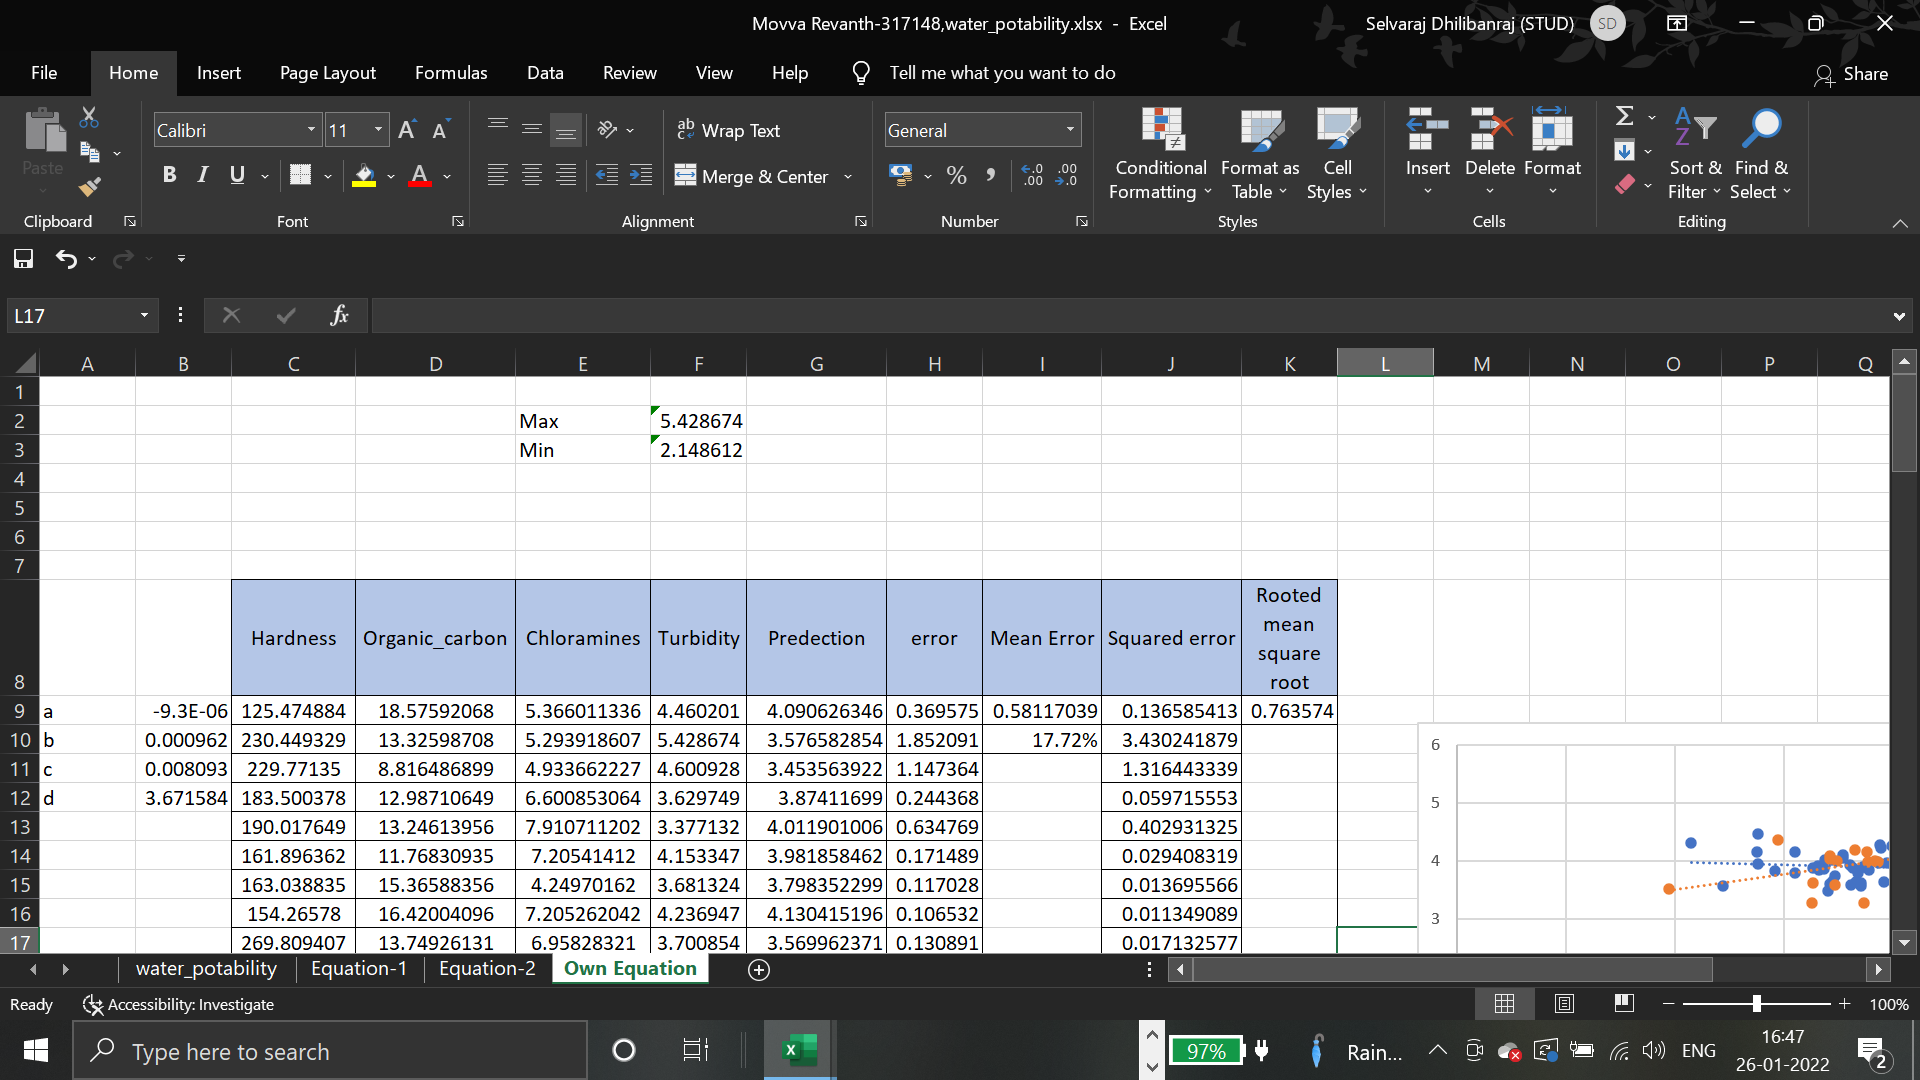 Movva Revanth-317148,water_potability.xlsx - Excel
Selvaraj Dhilibanraj (STUD) SD
File Home Insert Page Layout Formulas Data Review View Help Tell me what you want to do Share
Paste
Clipboard
Calibri 11
B I U
Font
Wrap Text
Merge & Center
Alignment
General
Number
Conditional Formatting
Format as Table
Cell Styles
Styles
Insert Delete Format
Cells
Sort & Filter
Find & Select
Editing
L17 fx
A B C D E F G H I J K L M N O P Q
1
2 Max 5.428674
3 Min 2.148612
4
5
6
7
8 Hardness Organic_carbon Chloramines Turbidity Predection error Mean Error Squared error Rooted mean square root
9 a -9.3E-06 125.474884 18.57592068 5.366011336 4.460201 4.090626346 0.369575 0.58117039 0.136585413 0.763574
10 b 0.000962 230.449329 13.32598708 5.293918607 5.428674 3.576582854 1.852091 17.72% 3.430241879
11 c 0.008093 229.77135 8.816486899 4.933662227 4.600928 3.453563922 1.147364 1.316443339
12 d 3.671584 183.500378 12.98710649 6.600853064 3.629749 3.87411699 0.244368 0.059715553
13 190.017649 13.24613956 7.910711202 3.377132 4.011901006 0.634769 0.402931325
14 161.896362 11.76830935 7.20541412 4.153347 3.981858462 0.171489 0.029408319
15 163.038835 15.36588356 4.24970162 3.681324 3.798352299 0.117028 0.013695566
16 154.26578 16.42004096 7.205262042 4.236947 4.130415196 0.106532 0.011349089
17 269.809407 13.74926131 6.95828321 3.700854 3.569962371 0.130891 0.017132577
6
5
4
3
water_potability Equation-1 Equation-2 Own Equation
Ready Accessibility: Investigate 100%
Type here to search
97% Rain... ENG 16:47
26-01-2022
2